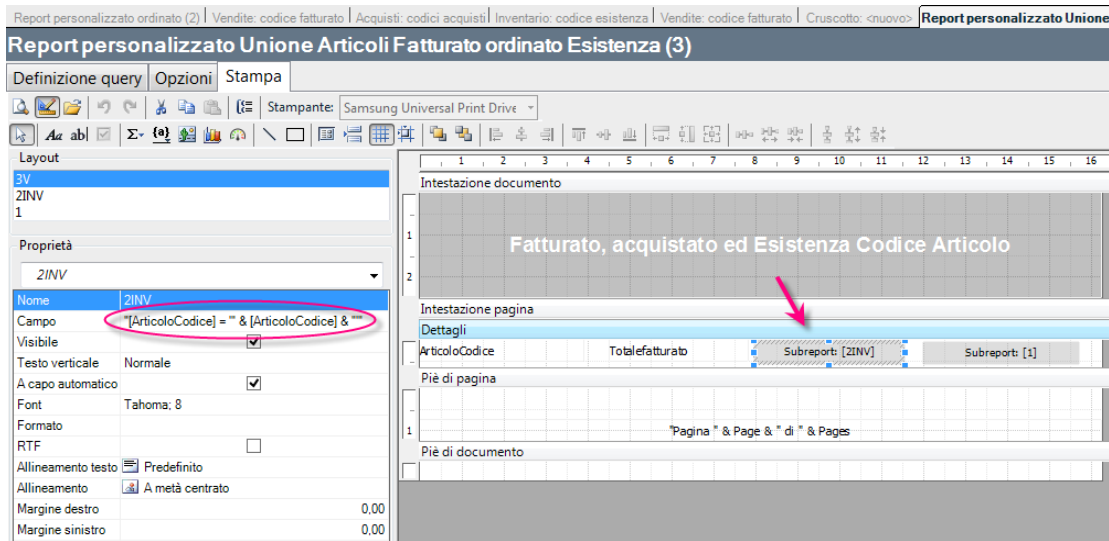 Report personalizzato ordinato (2) Vendite: codice fatturato Acquisti: codici acquisti Inventario: codice esistenza Vendite: codice fatturato Cruscotto: <nuovo> Report personalizzato Unione
Report personalizzato Unione Articoli Fatturato ordinato Esistenza (3)
Definizione query Opzioni Stampa
Stampante: Samsung Universal Print Drive
Aa ab
Layout
3V
2INV
1
Proprietà
2INV
Nome 2INV
Campo "[ArticoloCodice] = '" & [ArticoloCodice] & "'"
Visibile
Testo verticale Normale
A capo automatico
Font Tahoma; 8
Formato
RTF
Allineamento testo Predefinito
Allineamento A metà centrato
Margine destro 0,00
Margine sinistro 0,00
1 2 3 4 5 6 7 8 9 10 11 12 13 14 15 16
Intestazione documento
1
Fatturato, acquistato ed Esistenza Codice Articolo
2
Intestazione pagina
Dettagli
ArticoloCodice Totalefatturato Subreport: [2INV] Subreport: [1]
Piè di pagina
1
"Pagina " & Page & " di " & Pages
Piè di documento